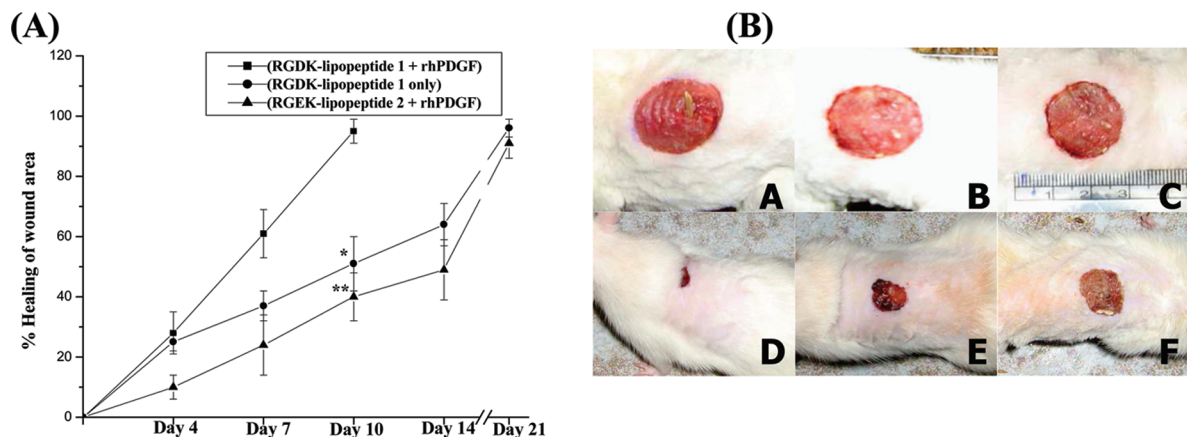 (A)
120
100
80
60
40
20
0
% Healing of wound area
(RGDK-lipopeptide 1 + rhPDGF)
(RGDK-lipopeptide 1 only)
(RGEK-lipopeptide 2 + rhPDGF)
*
**
Day 4 Day 7 Day 10 Day 14 Day 21
(B)
A B C
1 2 3
D E F